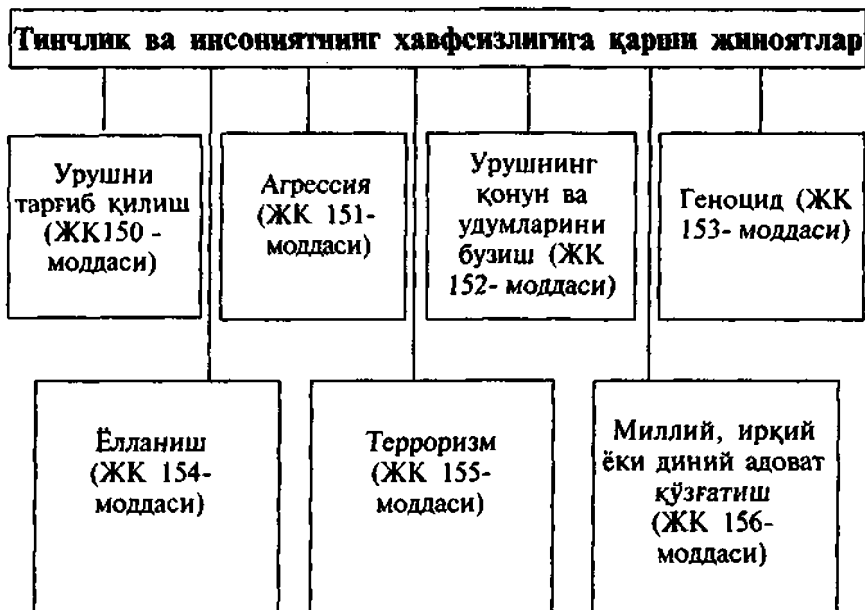 Тинчлик ва инсониятнинг хавфсизлигига қарши жиноятлар
Урушни
тарғиб қилиш
(ЖК150 -
моддаси)
Агрессия
(ЖК 151-
моддаси)
Урушнинг
қонун ва
удумларини
бузиш (ЖК
152- моддаси)
Геноцид (ЖК
153- моддаси)
Ёлланиш
(ЖК 154-
моддаси)
Терроризм
(ЖК 155-
моддаси)
Миллий, ирқий
ёки диний адоват
қўзғатиш
(ЖК 156-
моддаси)